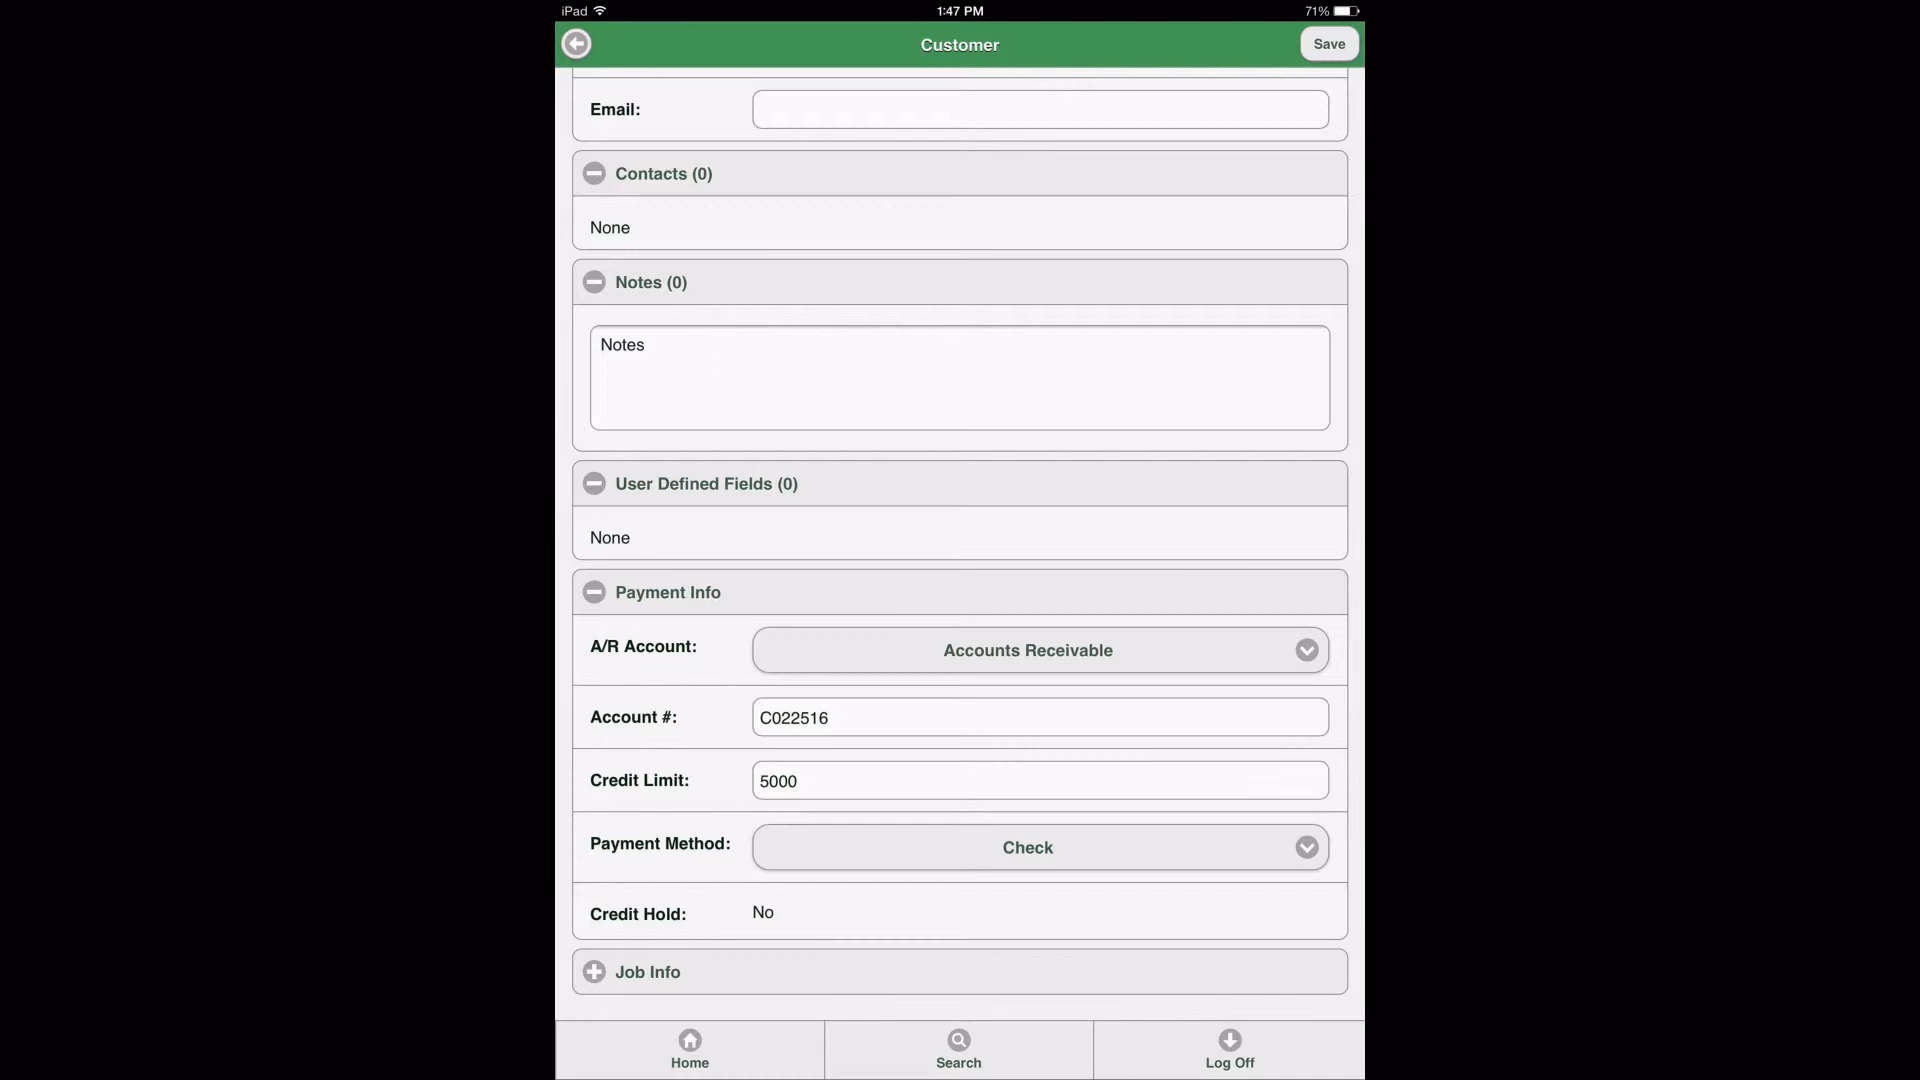 iPad 1:47 PM 71%
Customer Save
Email:
Contacts (0)
None
Notes (0)
Notes
User Defined Fields (0)
None
Payment Info
A/R Account: Accounts Receivable
Account #: C022516
Credit Limit: 5000
Payment Method: Check
Credit Hold: No
Job Info
Home Search Log Off